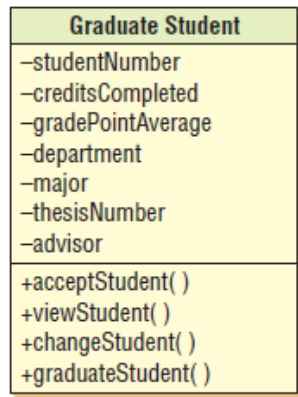 Graduate Student
–studentNumber
–creditsCompleted
–gradePointAverage
–department
–major
–thesisNumber
–advisor
+acceptStudent( )
+viewStudent( )
+changeStudent( )
+graduateStudent( )